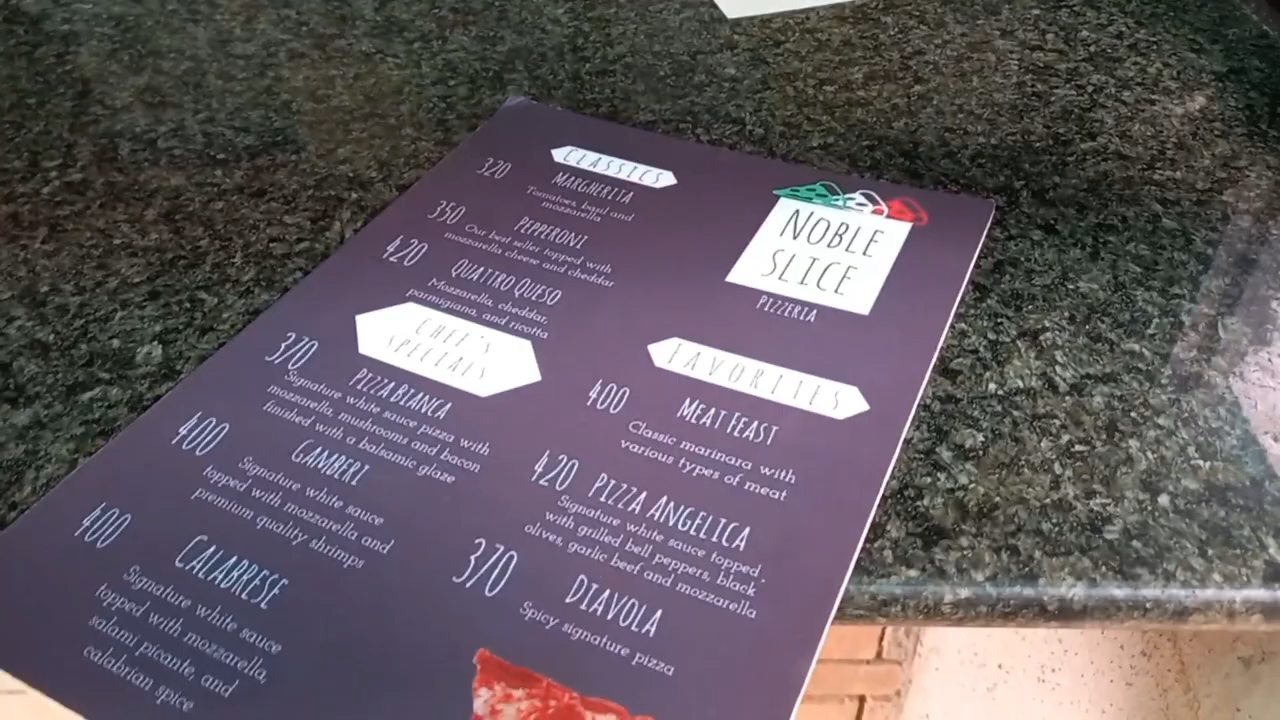 CLASSICS
320
MARGHERITA
Tomatoes, basil and
mozzarella
350
PEPPERONI
Our best seller topped with
mozzarella cheese and cheddar
420
QUATTRO QUESO
Mozzarella, cheddar,
parmigiana, and ricotta
CHEF'S
SPECIALS
370
PIZZA BIANCA
Signature white sauce pizza with
mozzarella, mushrooms and bacon
finished with a balsamic glaze
400
GAMBERI
Signature white sauce
topped with mozzarella and
premium quality shrimps
400
CALABRESE
Signature white sauce
topped with mozzarella,
salami picante, and
calabrian spice
NOBLE
SLICE
PIZZERIA
FAVORITES
400
MEAT FEAST
Classic marinara with
various types of meat
420 PIZZA ANGELICA
Signature white sauce topped,
with grilled bell peppers, black
olives, garlic beef and mozzarella
370
DIAVOLA
Spicy signature pizza